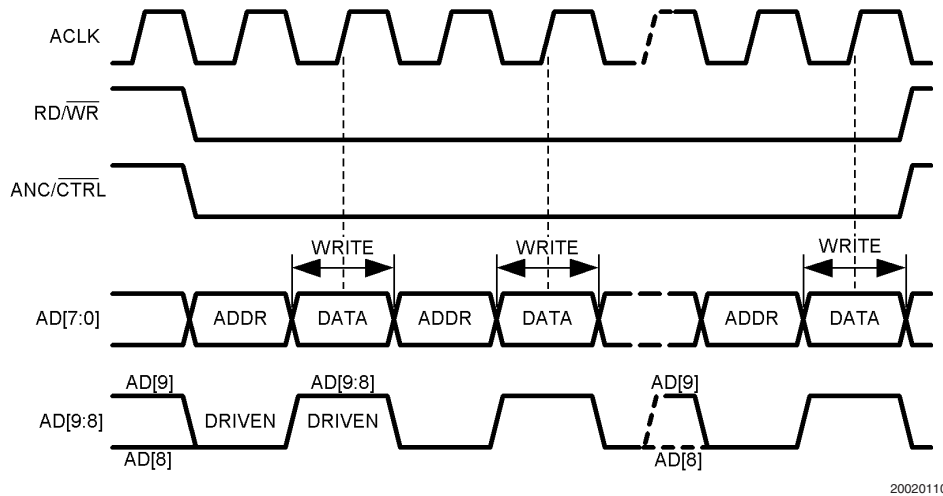 ACLK
RD/WR
ANC/CTRL
WRITE WRITE WRITE
AD[7:0] ADDR DATA ADDR DATA ADDR DATA
AD[9] AD[9:8] AD[9]
AD[9:8] DRIVEN DRIVEN
AD[8] AD[8]
20020110